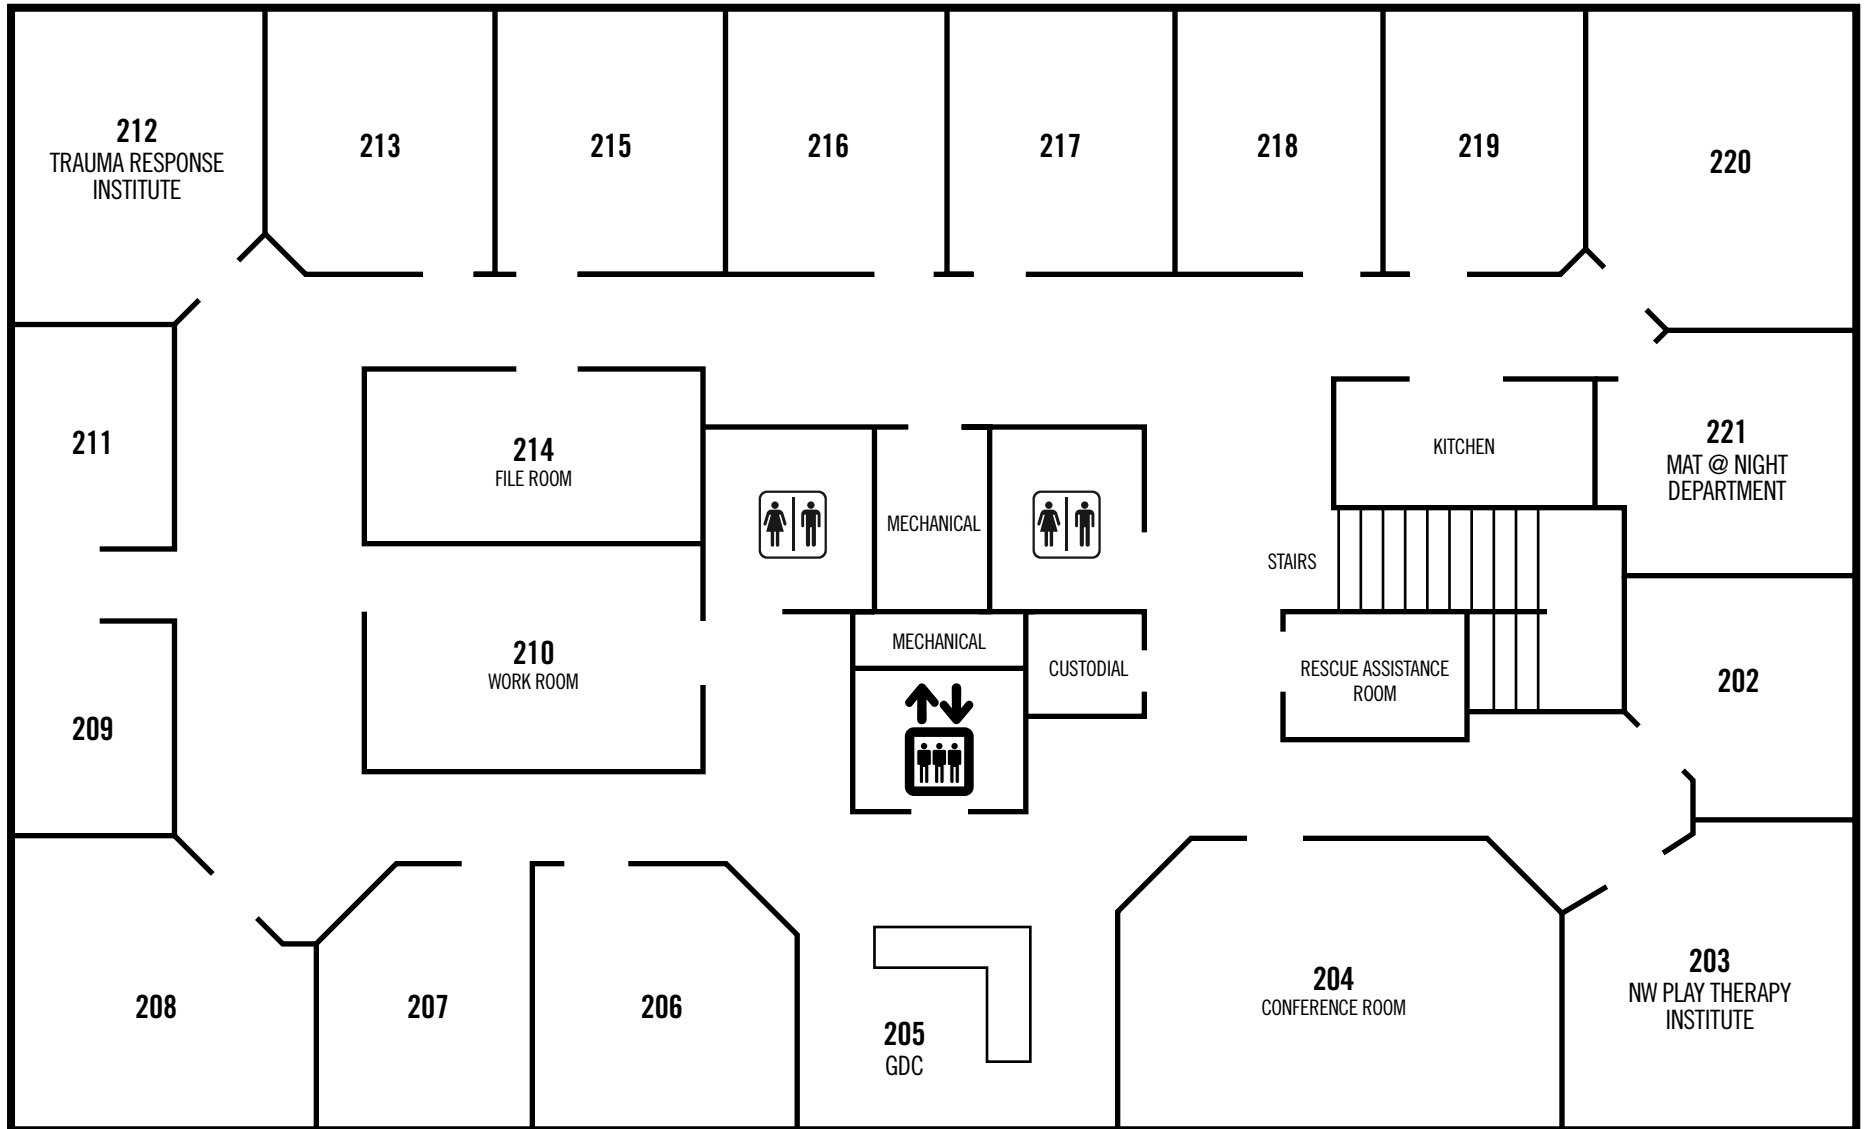 212
TRAUMA RESPONSE
INSTITUTE
213
215
216
217
218
219
220
211
214
FILE ROOM
MECHANICAL
KITCHEN
221
MAT @ NIGHT
DEPARTMENT
STAIRS
209
210
WORK ROOM
MECHANICAL
CUSTODIAL
RESCUE ASSISTANCE
ROOM
202
208
207
206
205
GDC
204
CONFERENCE ROOM
203
NW PLAY THERAPY
INSTITUTE